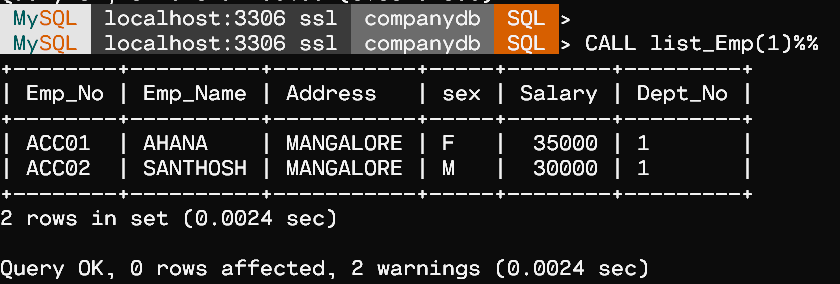 MySQL localhost:3306 ssl companydb SQL >
MySQL localhost:3306 ssl companydb SQL > CALL list_Emp(1)%%
+--------+----------+-----------+-----+--------+---------+
| Emp_No | Emp_Name | Address   | sex | Salary | Dept_No |
+--------+----------+-----------+-----+--------+---------+
| ACC01  | AHANA    | MANGALORE | F   |  35000 | 1       |
| ACC02  | SANTHOSH | MANGALORE | M   |  30000 | 1       |
+--------+----------+-----------+-----+--------+---------+
2 rows in set (0.0024 sec)
Query OK, 0 rows affected, 2 warnings (0.0024 sec)